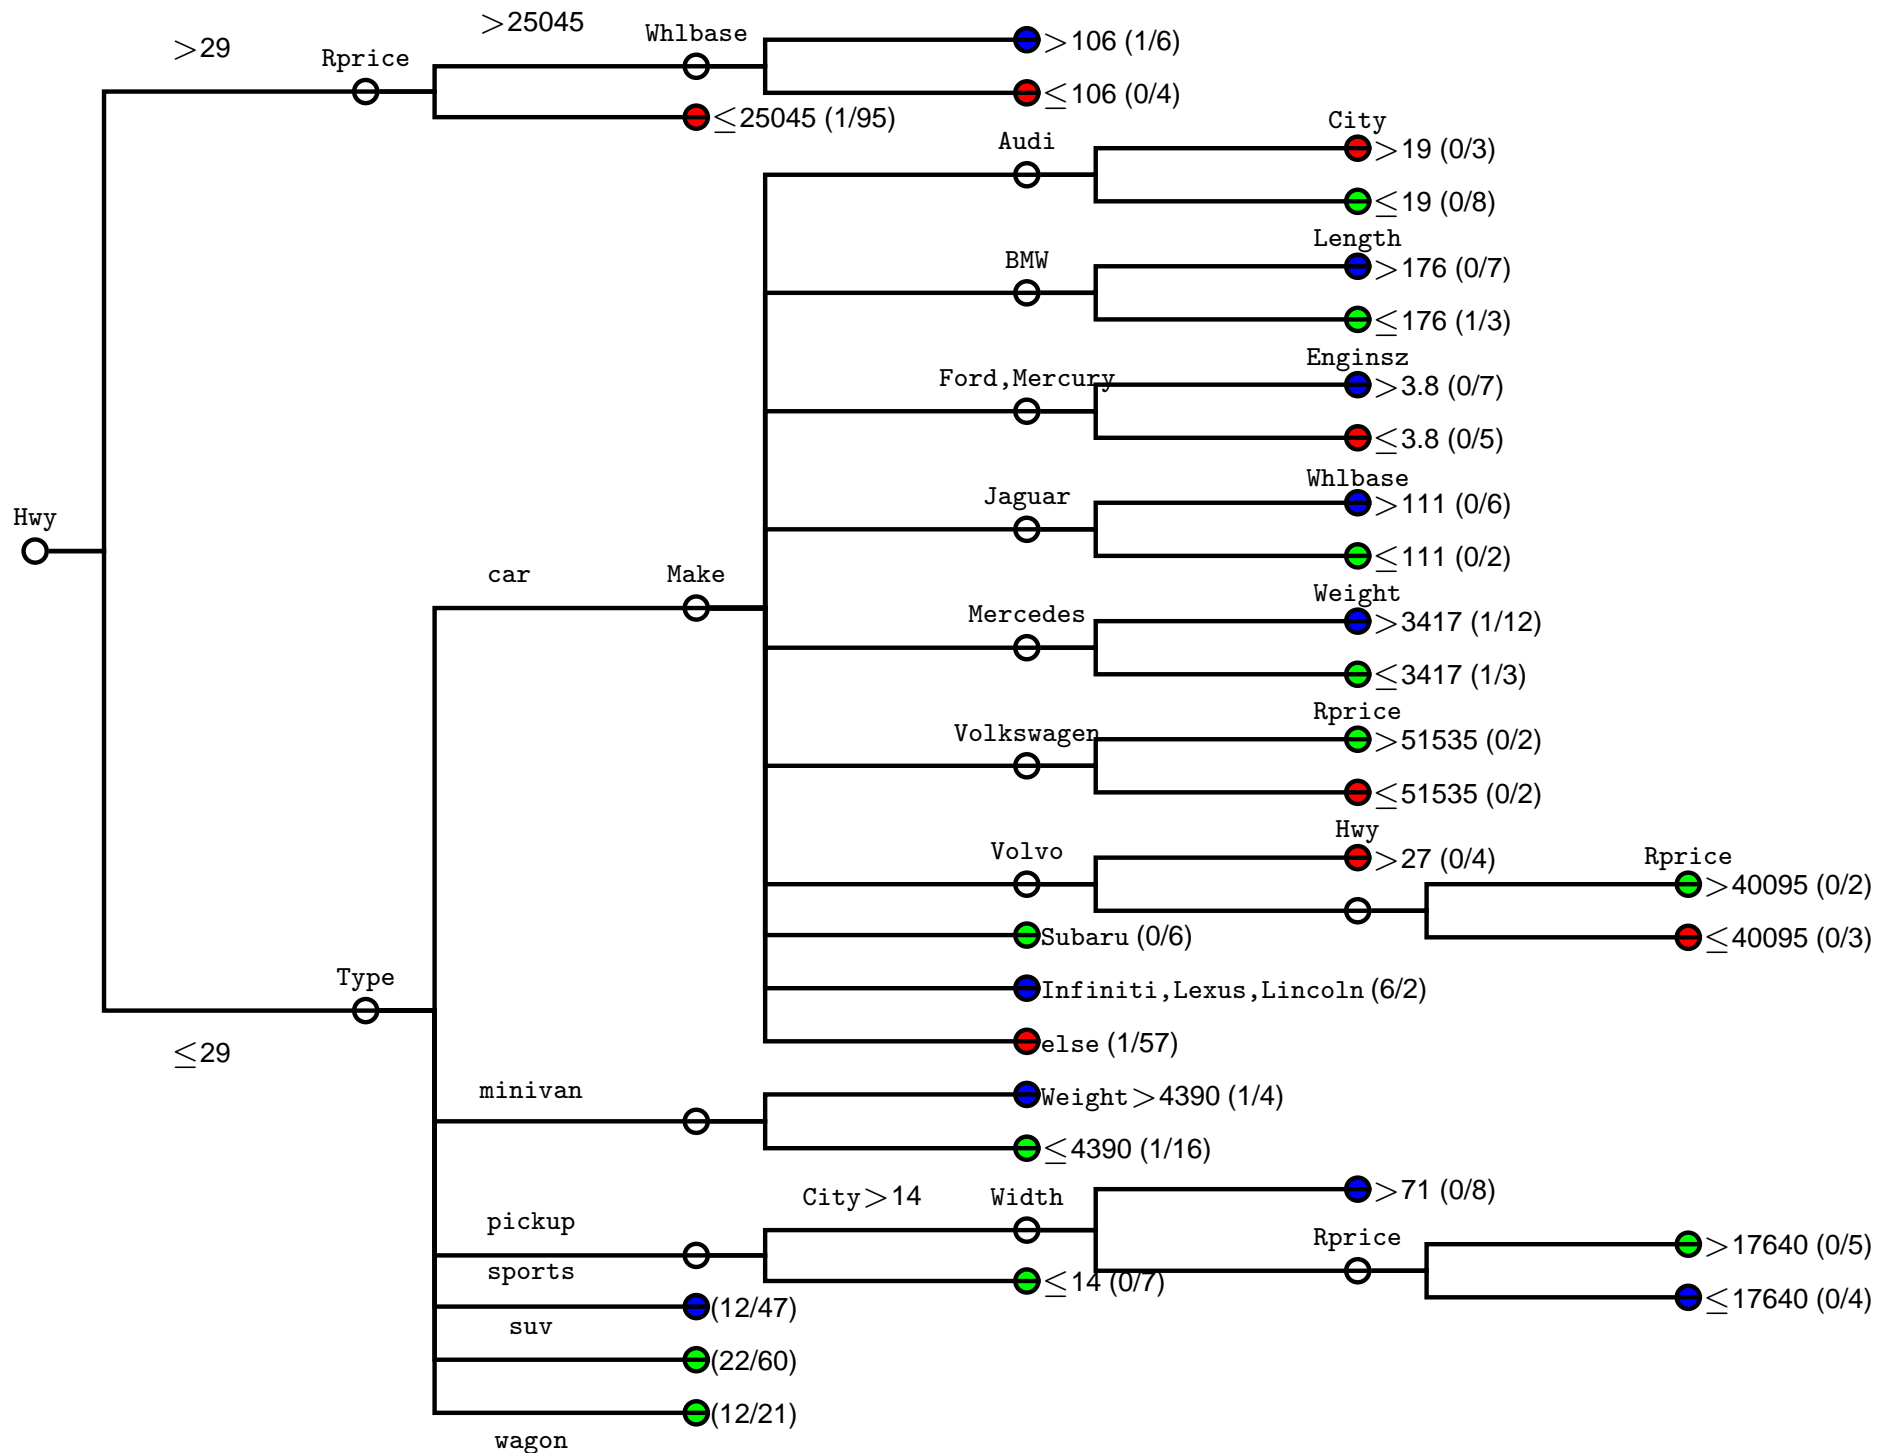 >25045
Whlbase
>29
Rprice
>106 (1/6)
≤106 (0/4)
≤25045 (1/95)
City
Audi
>19 (0/3)
≤19 (0/8)
Length
BMW
>176 (0/7)
≤176 (1/3)
Enginsz
Ford,Mercury
>3.8 (0/7)
≤3.8 (0/5)
Whlbase
Jaguar
>111 (0/6)
Hwy
≤111 (0/2)
car
Make
Weight
Mercedes
>3417 (1/12)
≤3417 (1/3)
Rprice
Volkswagen
>51535 (0/2)
≤51535 (0/2)
Hwy
Volvo
>27 (0/4)
Rprice
>40095 (0/2)
Subaru (0/6)
≤40095 (0/3)
Type
Infiniti,Lexus,Lincoln (6/2)
≤29
else (1/57)
minivan
Weight>4390 (1/4)
≤4390 (1/16)
City>14
Width
>71 (0/8)
pickup
Rprice
>17640 (0/5)
sports
≤14 (0/7)
≤17640 (0/4)
(12/47)
suv
(22/60)
(12/21)
wagon